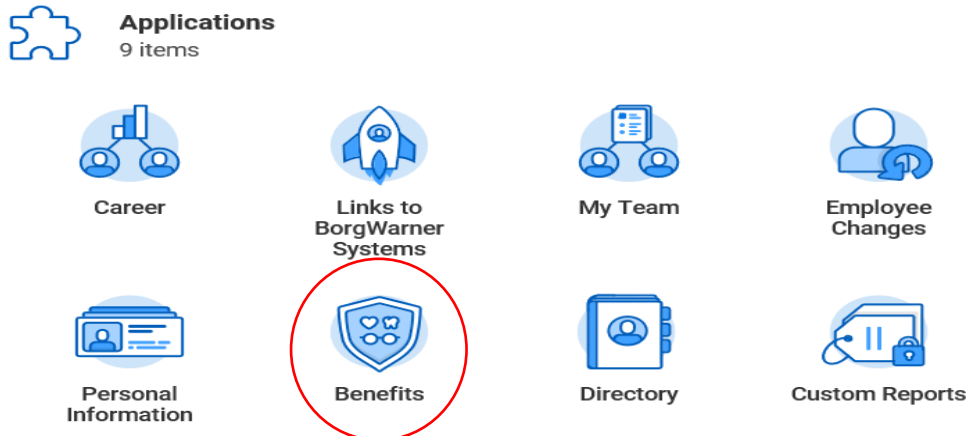 Applications
9 items
Career
Links to
BorgWarner
Systems
My Team
Employee
Changes
Personal
Information
Benefits
Directory
Custom Reports